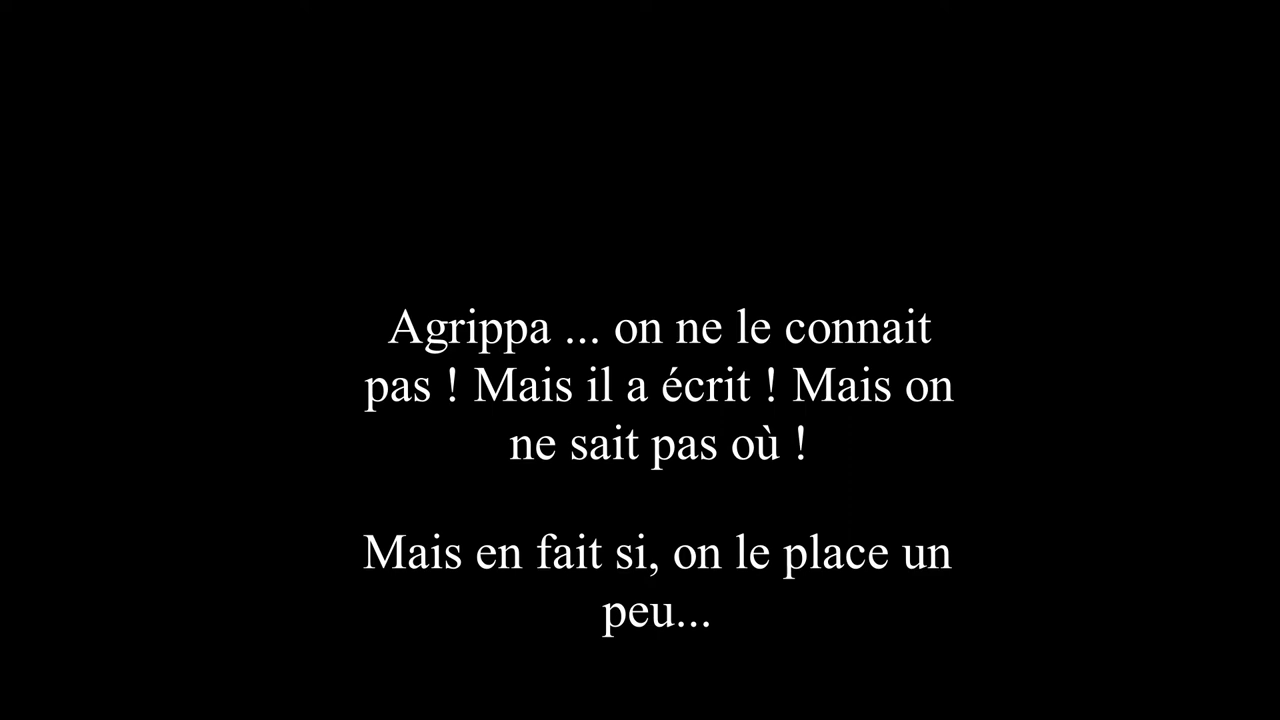 Agrippa ... on ne le connait
pas ! Mais il a écrit ! Mais on
ne sait pas où !
Mais en fait si, on le place un
peu...